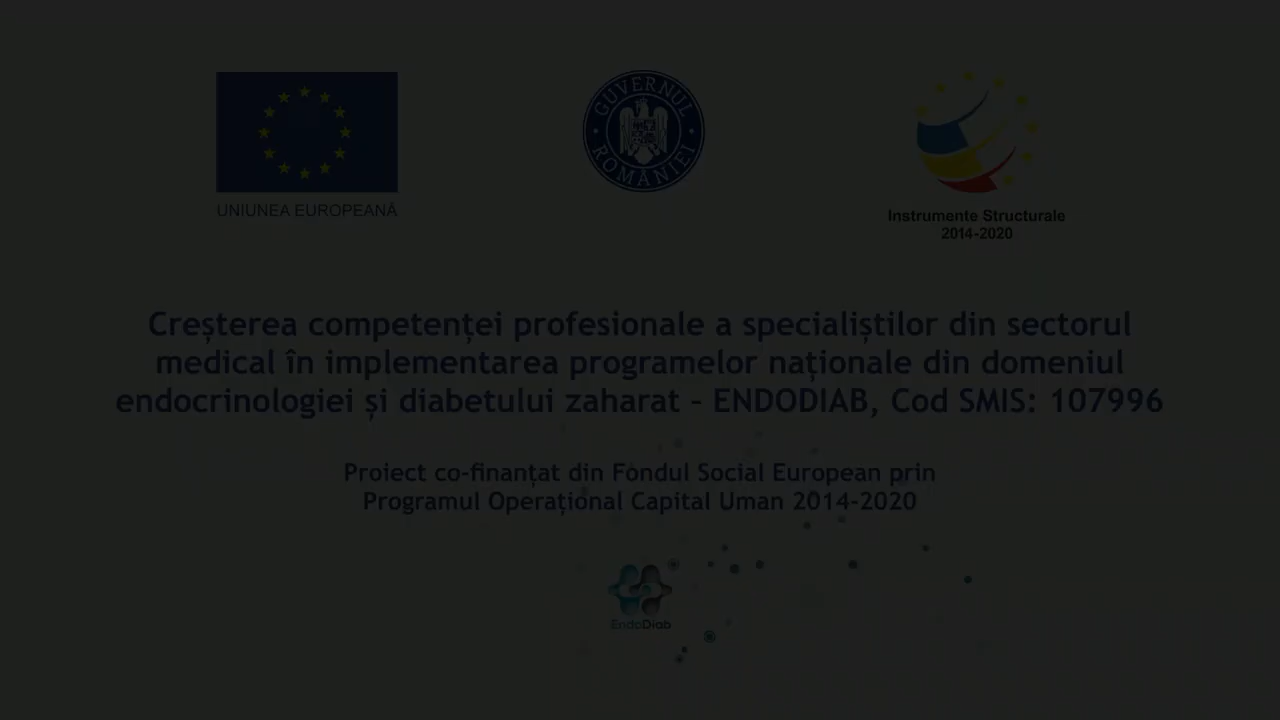 UNIUNEA EUROPEANĂ
GUVERNUL ROMÂNIEI
Instrumente Structurale
2014-2020
Creșterea competenței profesionale a specialiștilor din sectorul
medical în implementarea programelor naționale din domeniul
endocrinologiei și diabetului zaharat – ENDODIAB, Cod SMIS: 107996
Proiect co-finanțat din Fondul Social European prin
Programul Operațional Capital Uman 2014-2020
EndoDiab